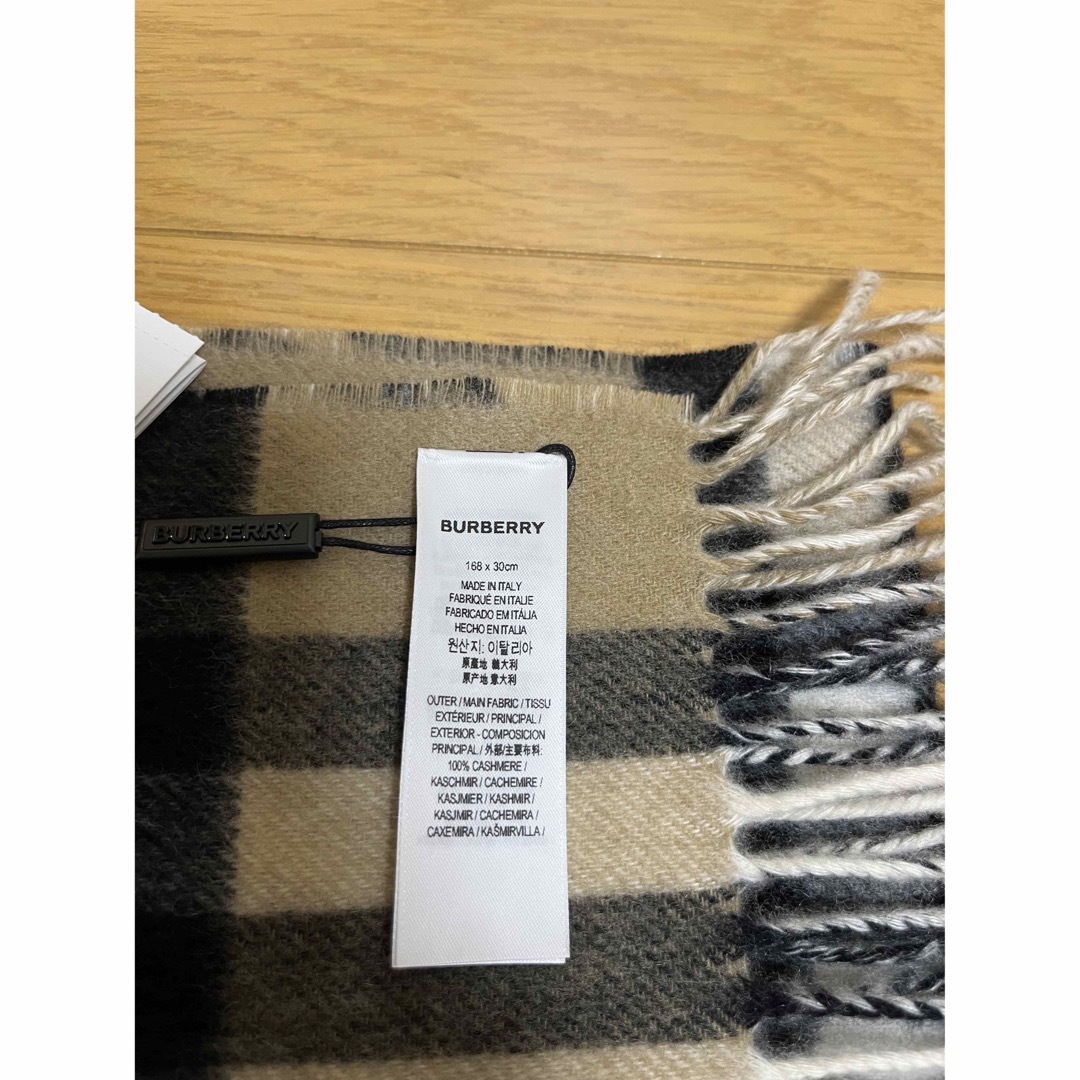 BURBERRY
BURBERRY
168 x 30cm
MADE IN ITALY
FABRIQUÉ EN ITALIE
FABRICADO EM ITÁLIA
HECHO EN ITALIA
원산지: 이탈리아
原產地 義大利
原产地 意大利
OUTER / MAIN FABRIC / TISSU
EXTÉRIEUR / PRINCIPAL /
EXTERIOR - COMPOSICION
PRINCIPAL / 外部/主要布料:
100% CASHMERE /
KASCHMIR / CACHEMIRE /
KASJMIER / KASHMIR /
KASJMIR / CACHEMIRA /
CAXEMIRA / KAŠMIRVILLA /